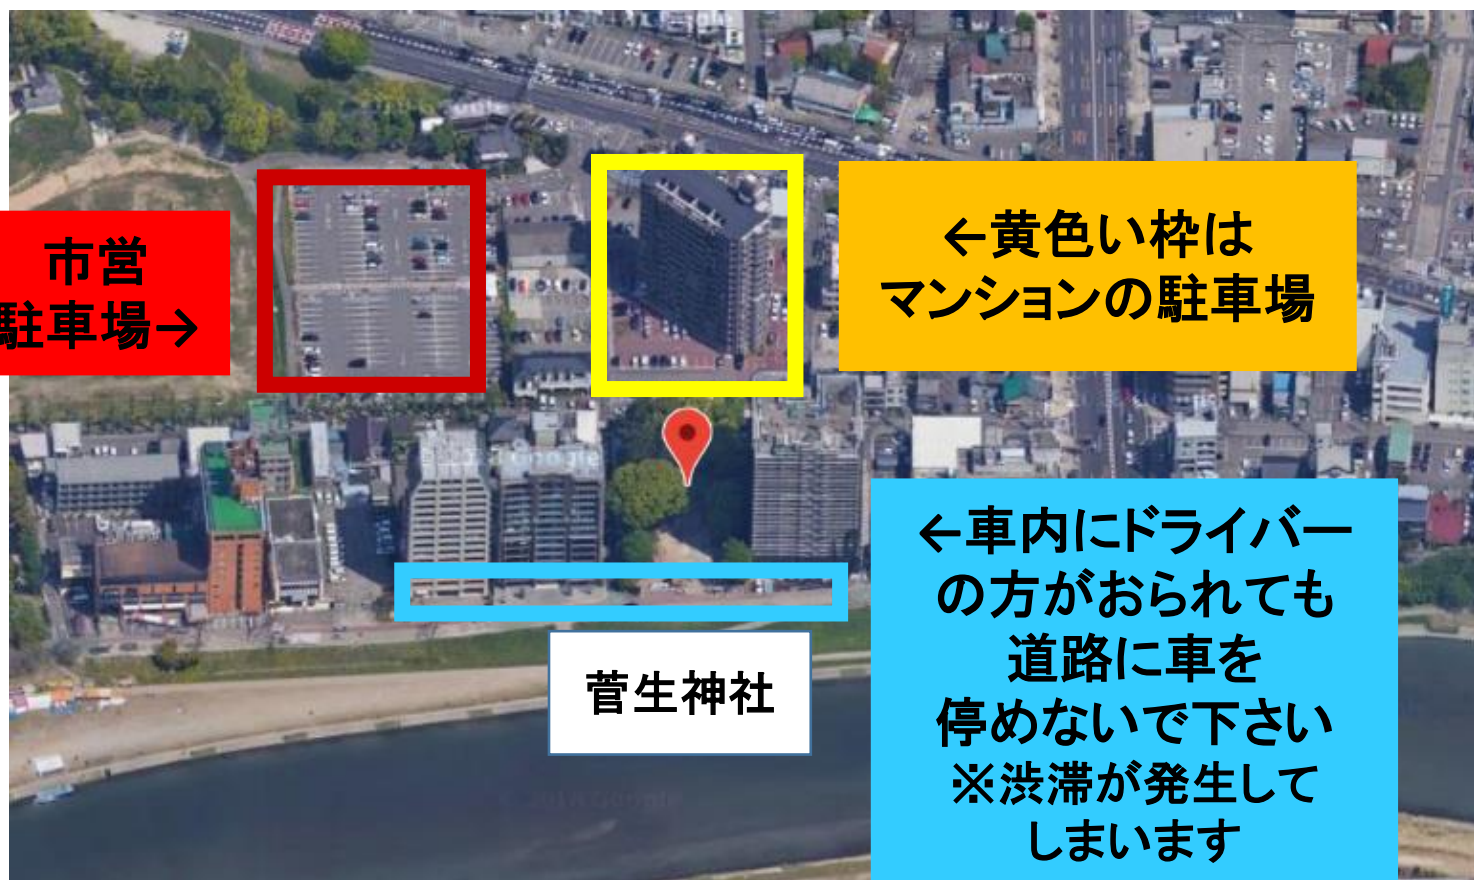 市営
駐車場→
←黄色い枠は
マンションの駐車場
←車内にドライバー
の方がおられても
道路に車を
停めないで下さい
※渋滞が発生して
しまいます
菅生神社
Google